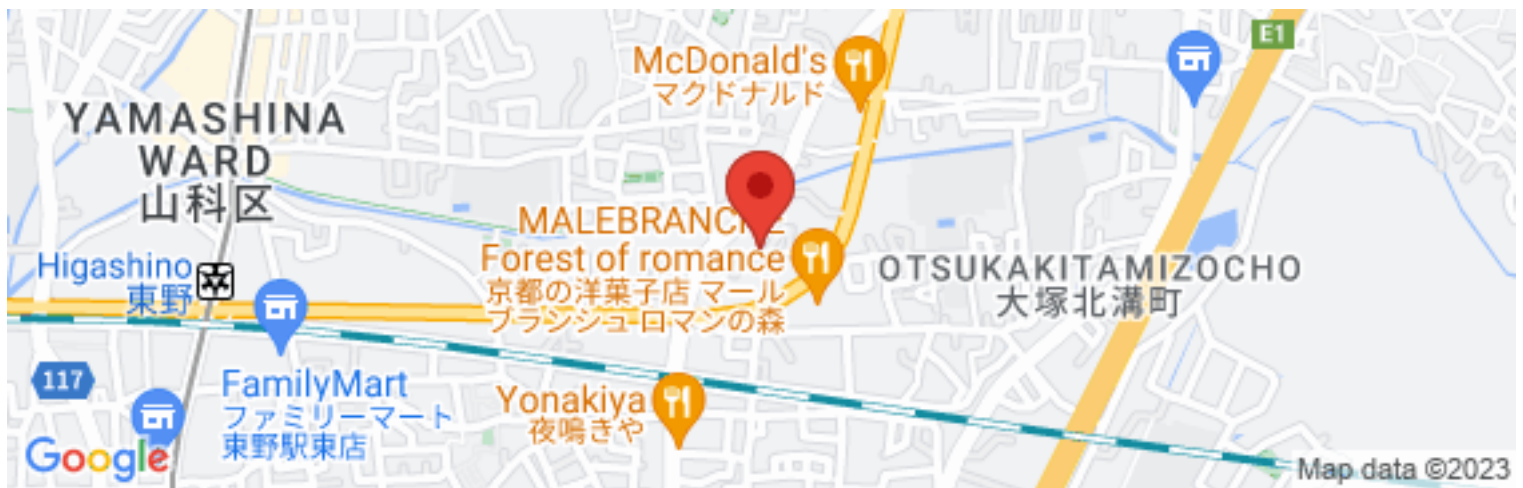 E1
McDonald's
マクドナルド
YAMASHINA
WARD
山科区
MALEBRANCHE
Forest of romance
京都の洋菓子店 マール
ブランシュ ロマンの森
Higashino
東野
OTSUKAKITAMIZOCHO
大塚北溝町
117
FamilyMart
ファミリーマート
東野駅東店
Yonakiya
夜鳴きや
Google
Map data ©2023